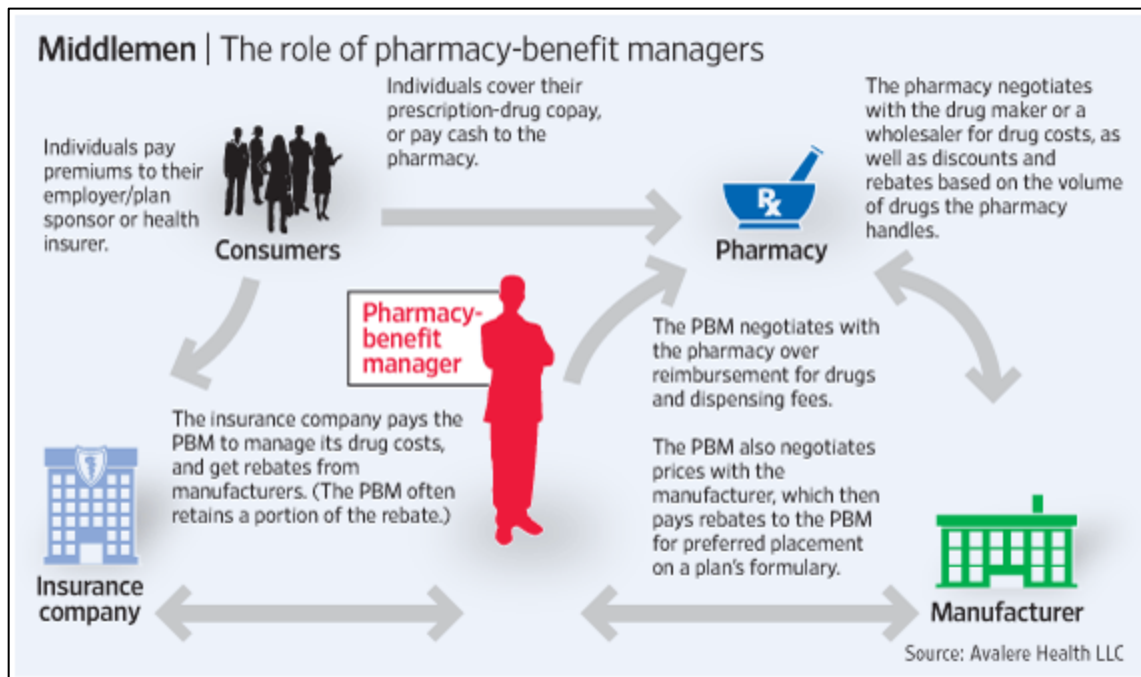 Middlemen | The role of pharmacy-benefit managers
Individuals pay
premiums to their
employer/plan
sponsor or health
insurer.
Consumers
Individuals cover their
prescription-drug copay,
or pay cash to the
pharmacy.
Rx
Pharmacy
The pharmacy negotiates
with the drug maker or a
wholesaler for drug costs, as
well as discounts and
rebates based on the volume
of drugs the pharmacy
handles.
Pharmacy-
benefit
manager
The PBM negotiates with
the pharmacy over
reimbursement for drugs
and dispensing fees.
The insurance company pays the
PBM to manage its drug costs,
and get rebates from
manufacturers. (The PBM often
retains a portion of the rebate.)
The PBM also negotiates
prices with the
manufacturer, which then
pays rebates to the PBM
for preferred placement
on a plan's formulary.
Insurance
company
Manufacturer
Source: Avalere Health LLC